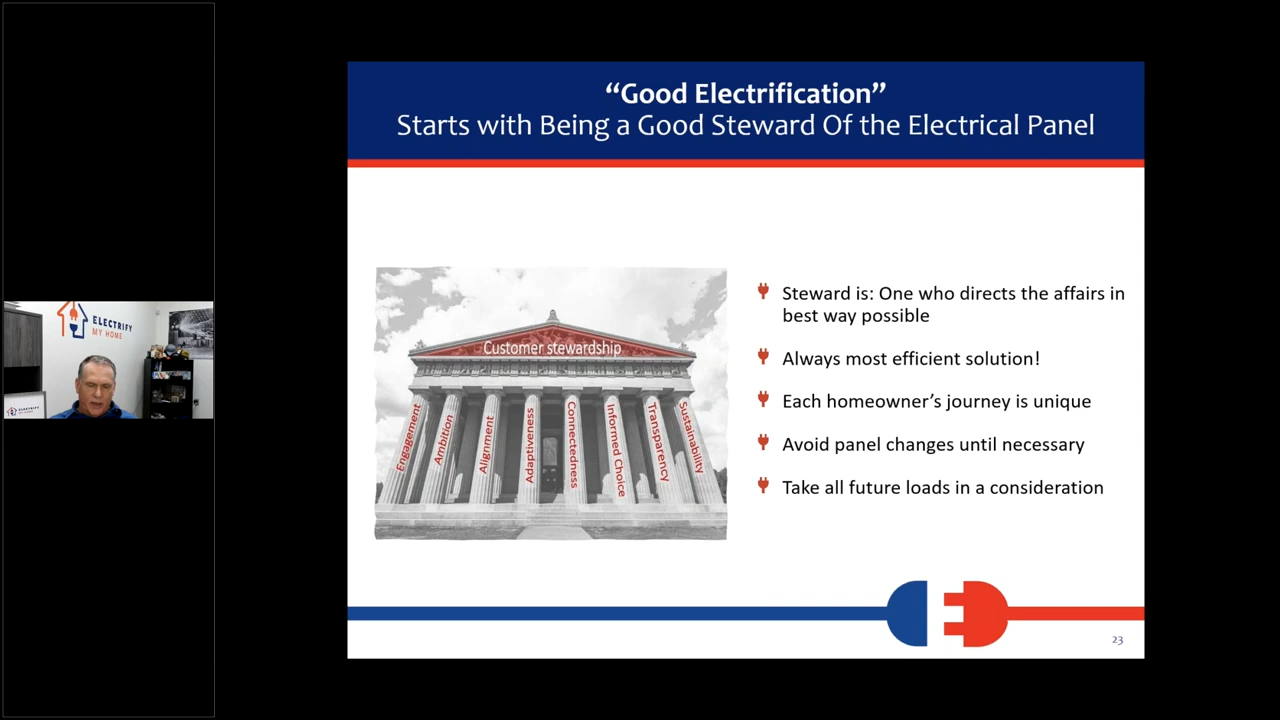 “Good Electrification”
Starts with Being a Good Steward Of the Electrical Panel
Customer stewardship
Engagement
Ambition
Alignment
Adaptiveness
Connectedness
Informed Choice
Transparency
Sustainability
Steward is: One who directs the affairs in
best way possible
Always most efficient solution!
Each homeowner’s journey is unique
Avoid panel changes until necessary
Take all future loads in a consideration
23
ELECTRIFY
MY HOME
ELECTRIFY